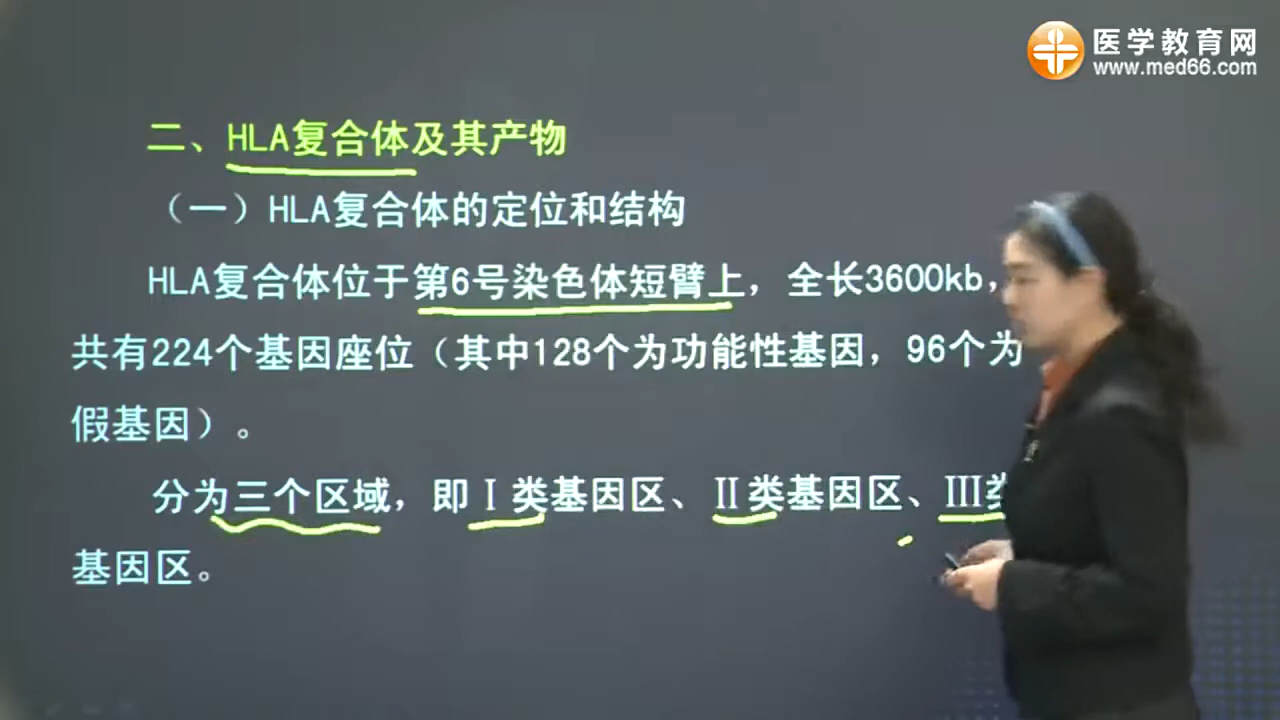 医学教育网
www.med66.com
二、HLA复合体及其产物
（一）HLA复合体的定位和结构
HLA复合体位于第6号染色体短臂上，全长3600kb，
共有224个基因座位（其中128个为功能性基因，96个为
假基因）。
分为三个区域，即Ⅰ类基因区、Ⅱ类基因区、Ⅲ类
基因区。